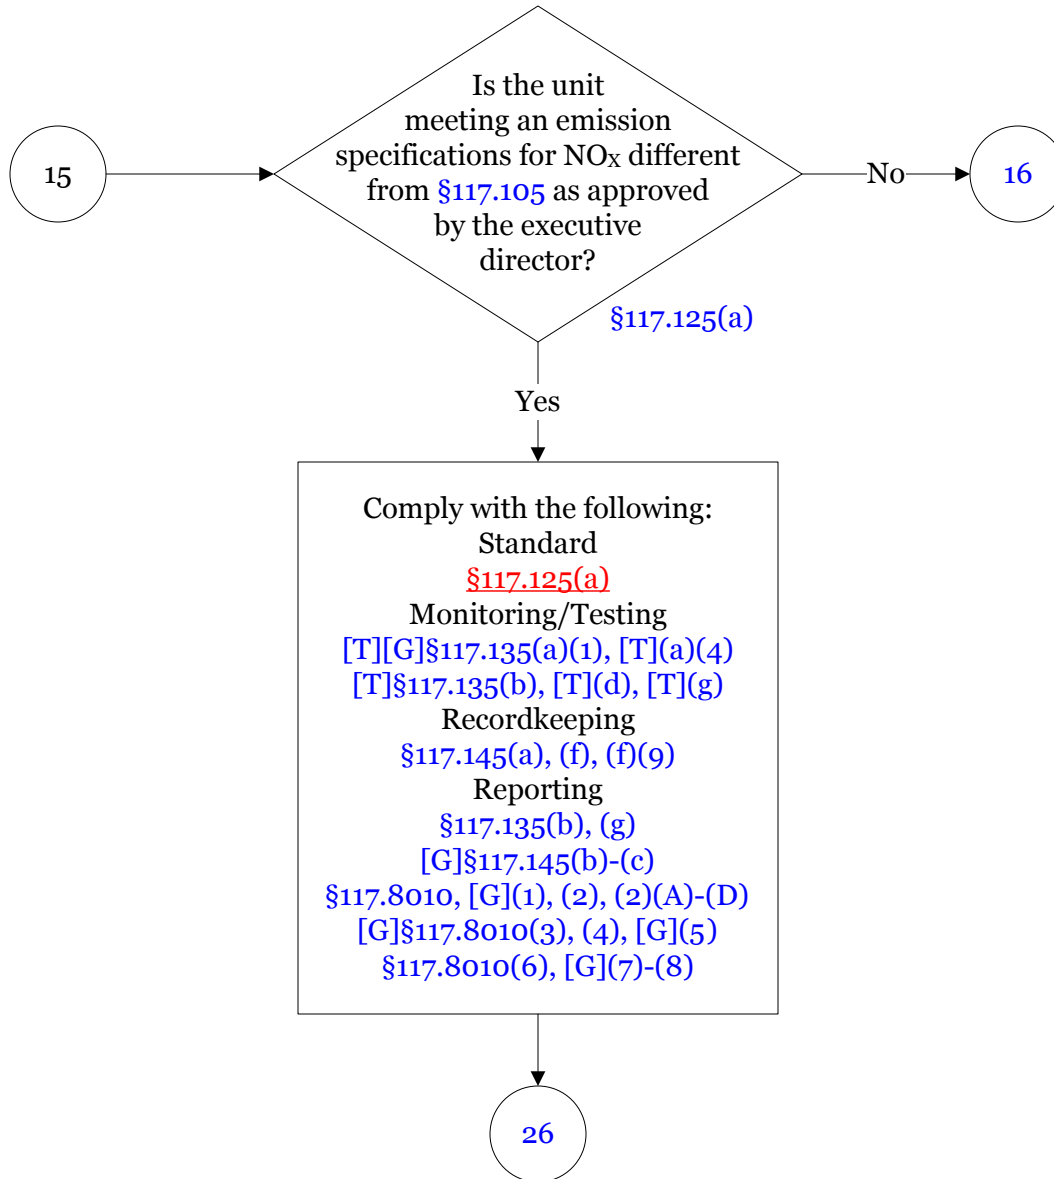 Is the unit
meeting an emission
specifications for NOX different
from §117.105 as approved
by the executive
director?
15
No
16
§117.125(a)
Yes
Comply with the following:
Standard
§117.125(a)
Monitoring/Testing
[T][G]§117.135(a)(1), [T](a)(4)
[T]§117.135(b), [T](d), [T](g)
Recordkeeping
§117.145(a), (f), (f)(9)
Reporting
§117.135(b), (g)
[G]§117.145(b)-(c)
§117.8010, [G](1), (2), (2)(A)-(D)
[G]§117.8010(3), (4), [G](5)
§117.8010(6), [G](7)-(8)
26